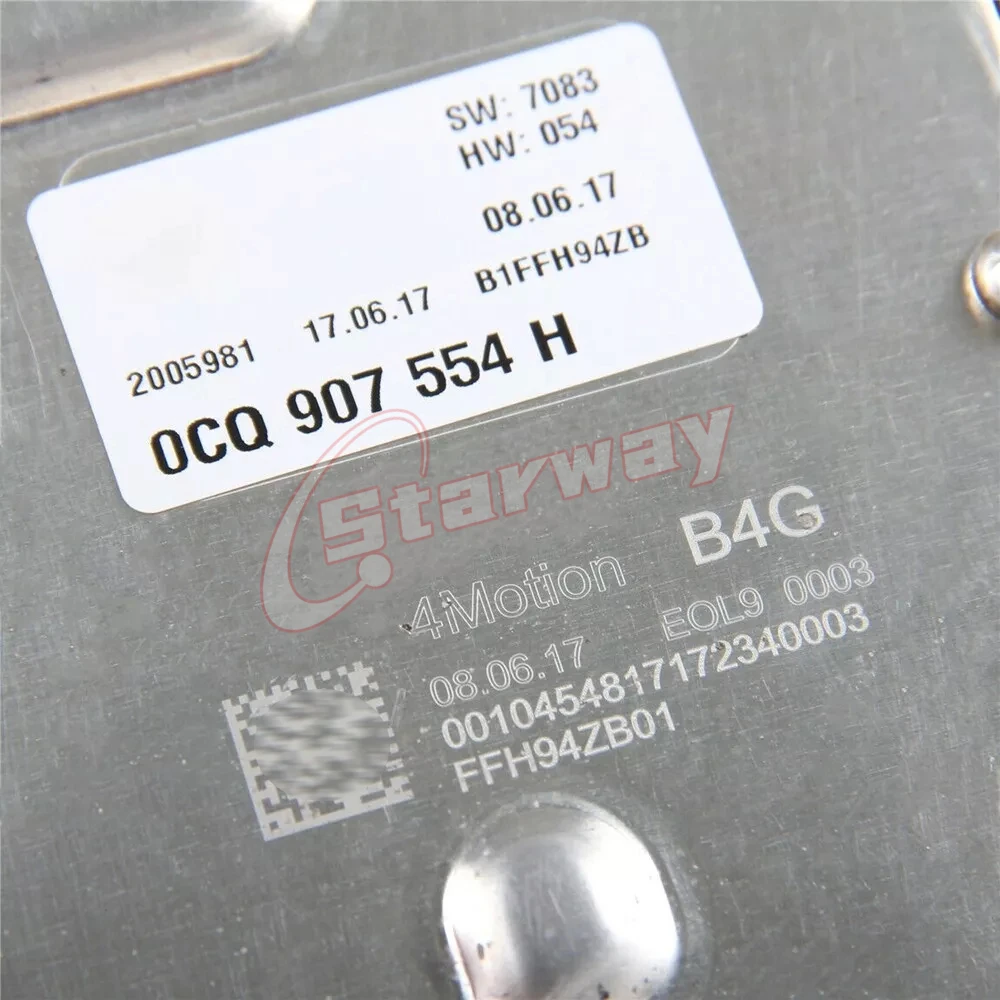 SW: 7083
HW: 054
08.06.17
2005981 17.06.17 B1FFH94ZB
0CQ 907 554 H
Starway
4Motion B4G
08.06.17 EOL9 0003
0010454817172340003
FFH94ZB01